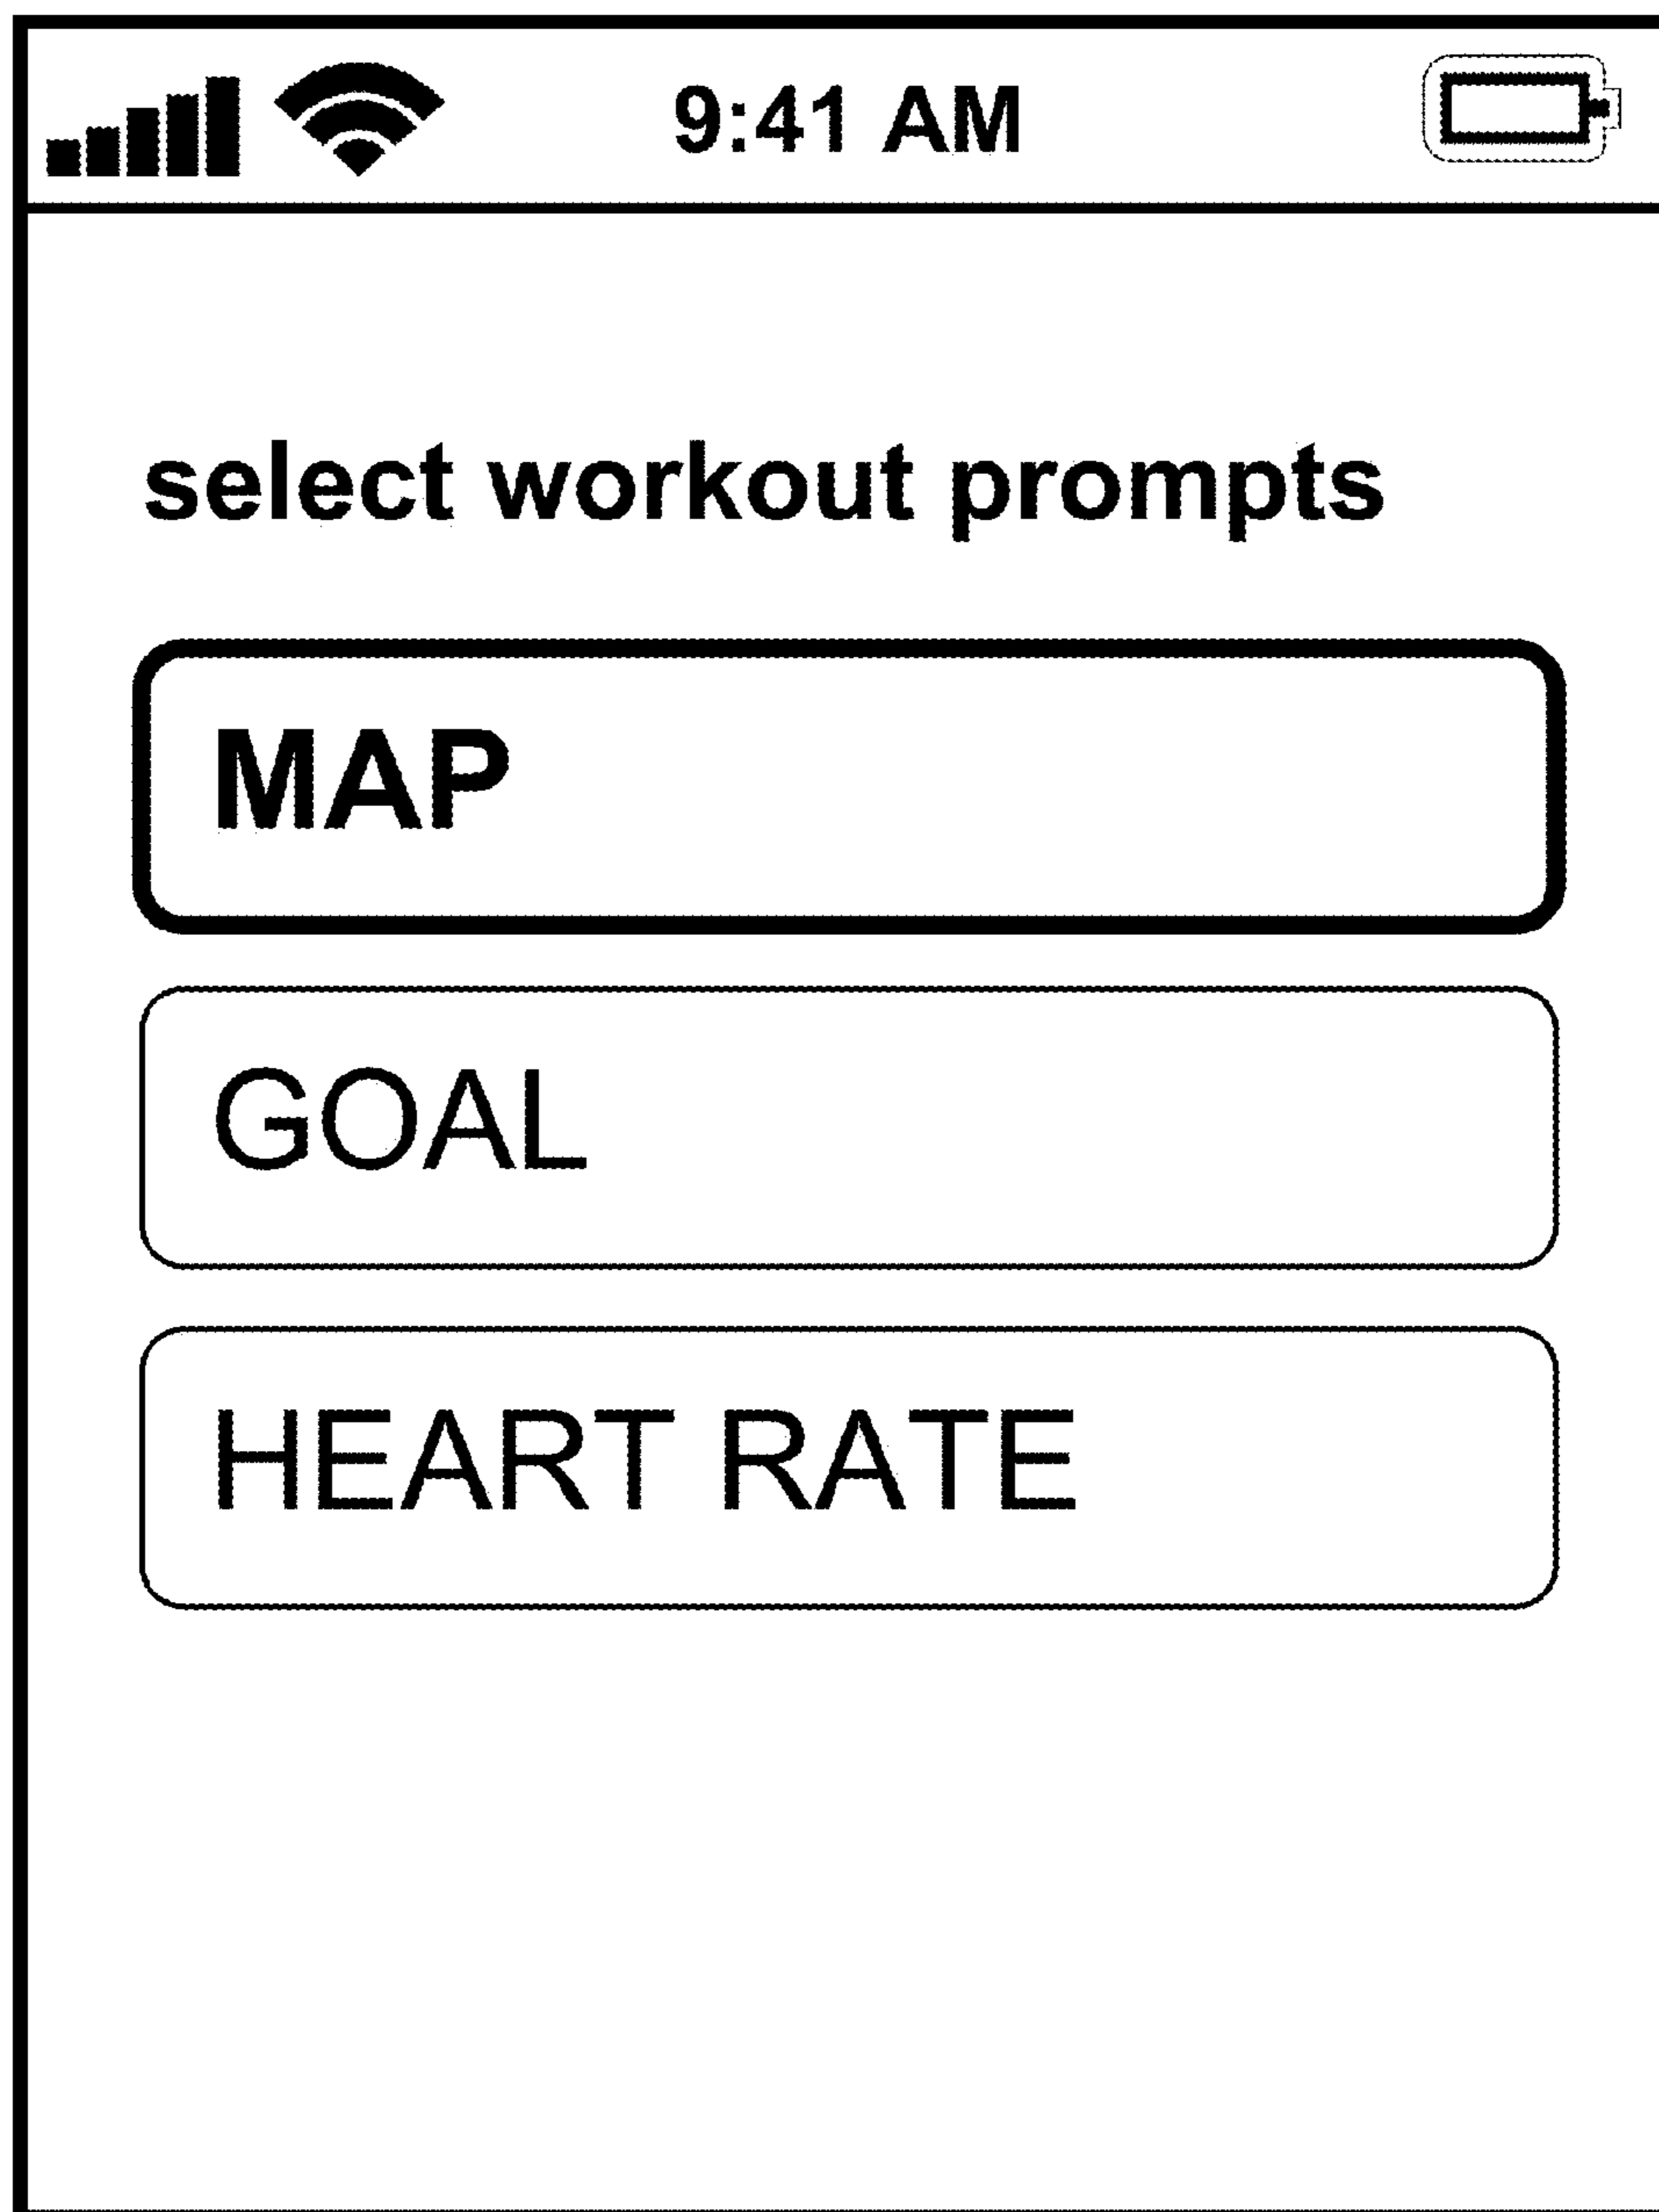 9:41 AM
select workout prompts
MAP
GOAL
HEART RATE